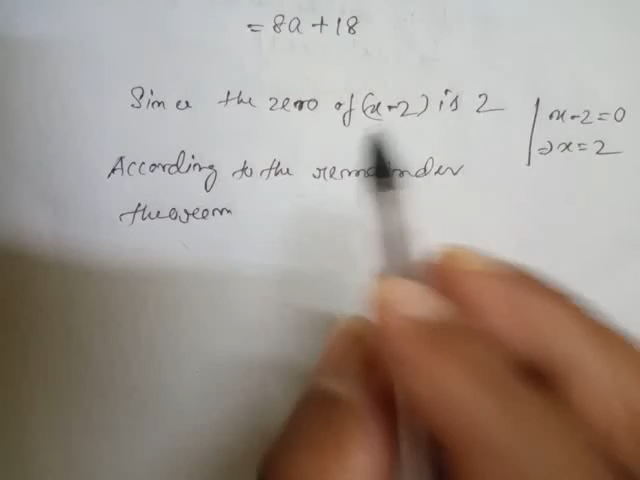 = 8a + 18
Since the zero of (x-2) is 2
x-2=0
⇒ x = 2
According to the remainder
theorem